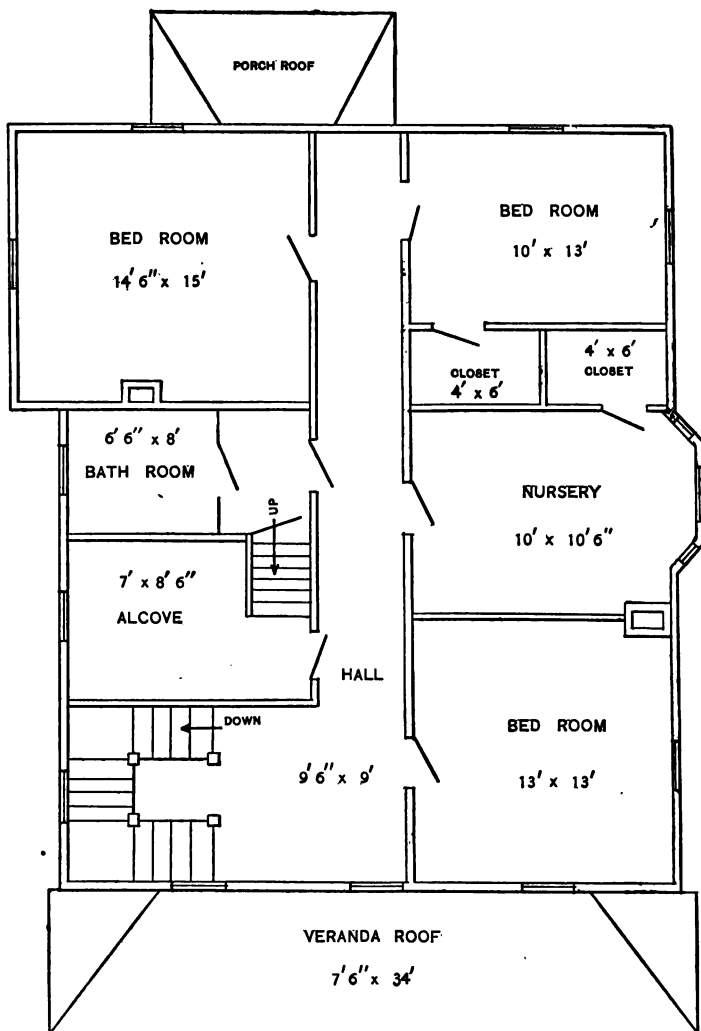 PORCH ROOF
BED ROOM
14' 6" x 15'
BED ROOM
10' x 13'
CLOSET
4' x 6'
4' x 6'
CLOSET
6' 6" x 8'
BATH ROOM
UP
NURSERY
10' x 10' 6"
7' x 8' 6"
ALCOVE
HALL
DOWN
9' 6" x 9'
BED ROOM
13' x 13'
VERANDA ROOF
7' 6" x 34'